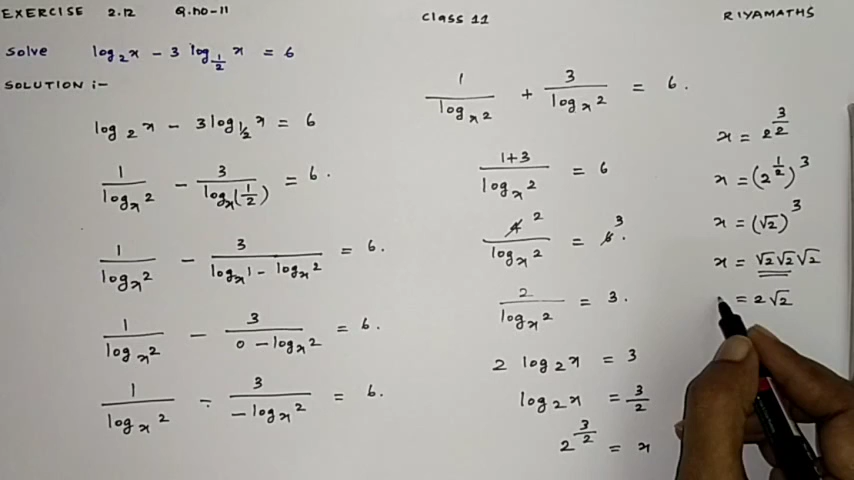 EXERCISE 2.12 Q.no-11 Class 11 RIYAMATHS
Solve log₂x − 3 log_{1/2} x = 6
SOLUTION :-
log₂x − 3 log_{1/2} x = 6
1/logₓ2 − 3/logₓ(1/2) = 6.
1/logₓ2 − 3/(logₓ1 − logₓ2) = 6.
1/logₓ2 − 3/(0 − logₓ2) = 6.
1/logₓ2 − 3/(−logₓ2) = 6.
1/logₓ2 + 3/logₓ2 = 6.
(1+3)/logₓ2 = 6
4 2/logₓ2 = 6 3.
2/logₓ2 = 3.
2 log₂x = 3
log₂x = 3/2
2^{3/2} = x
x = 2^{3/2}
x = (2^{1/2})^3
x = (√2)^3
x = √2 √2 √2
= 2√2